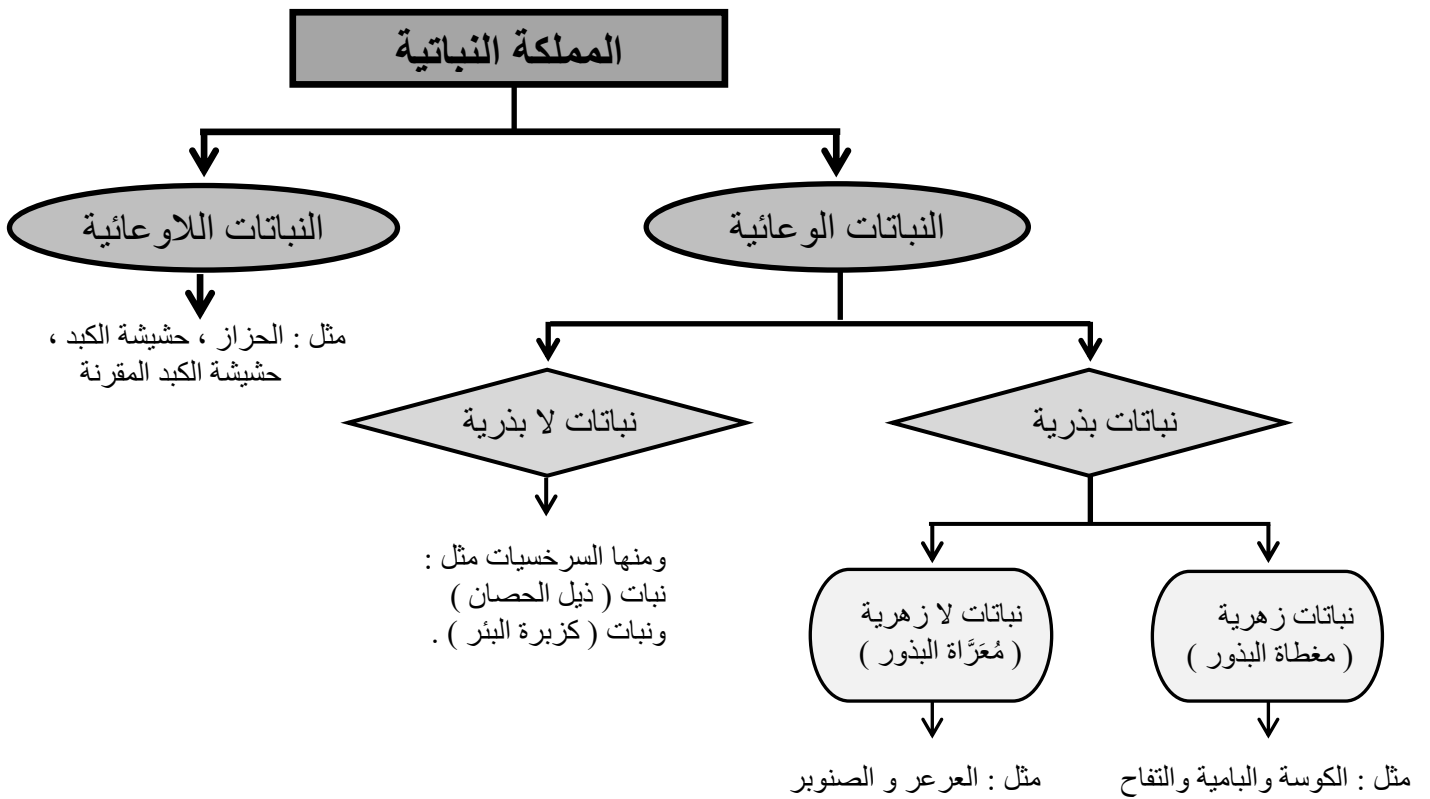 المملكة النباتية
النباتات الوعائية
النباتات اللاوعائية
مثل : الحزاز ، حشيشة الكبد ،
حشيشة الكبد المقرنة
نباتات بذرية
نباتات لا بذرية
ومنها السرخسيات مثل :
نبات ( ذيل الحصان )
ونبات ( كزبرة البئر ) .
نباتات زهرية
( مغطاة البذور )
نباتات لا زهرية
( مُعَرَّاة البذور )
مثل : الكوسة والبامية والتفاح
مثل : العرعر و الصنوبر